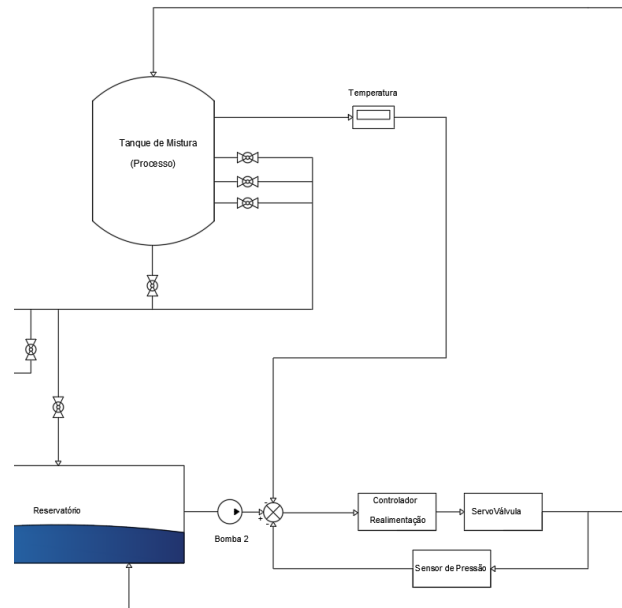 Temperatura
Tanque de Mistura
(Processo)
Reservatório
Bomba 2
-
+
-
Controlador
Realimentação
ServoVálvula
Sensor de Pressão